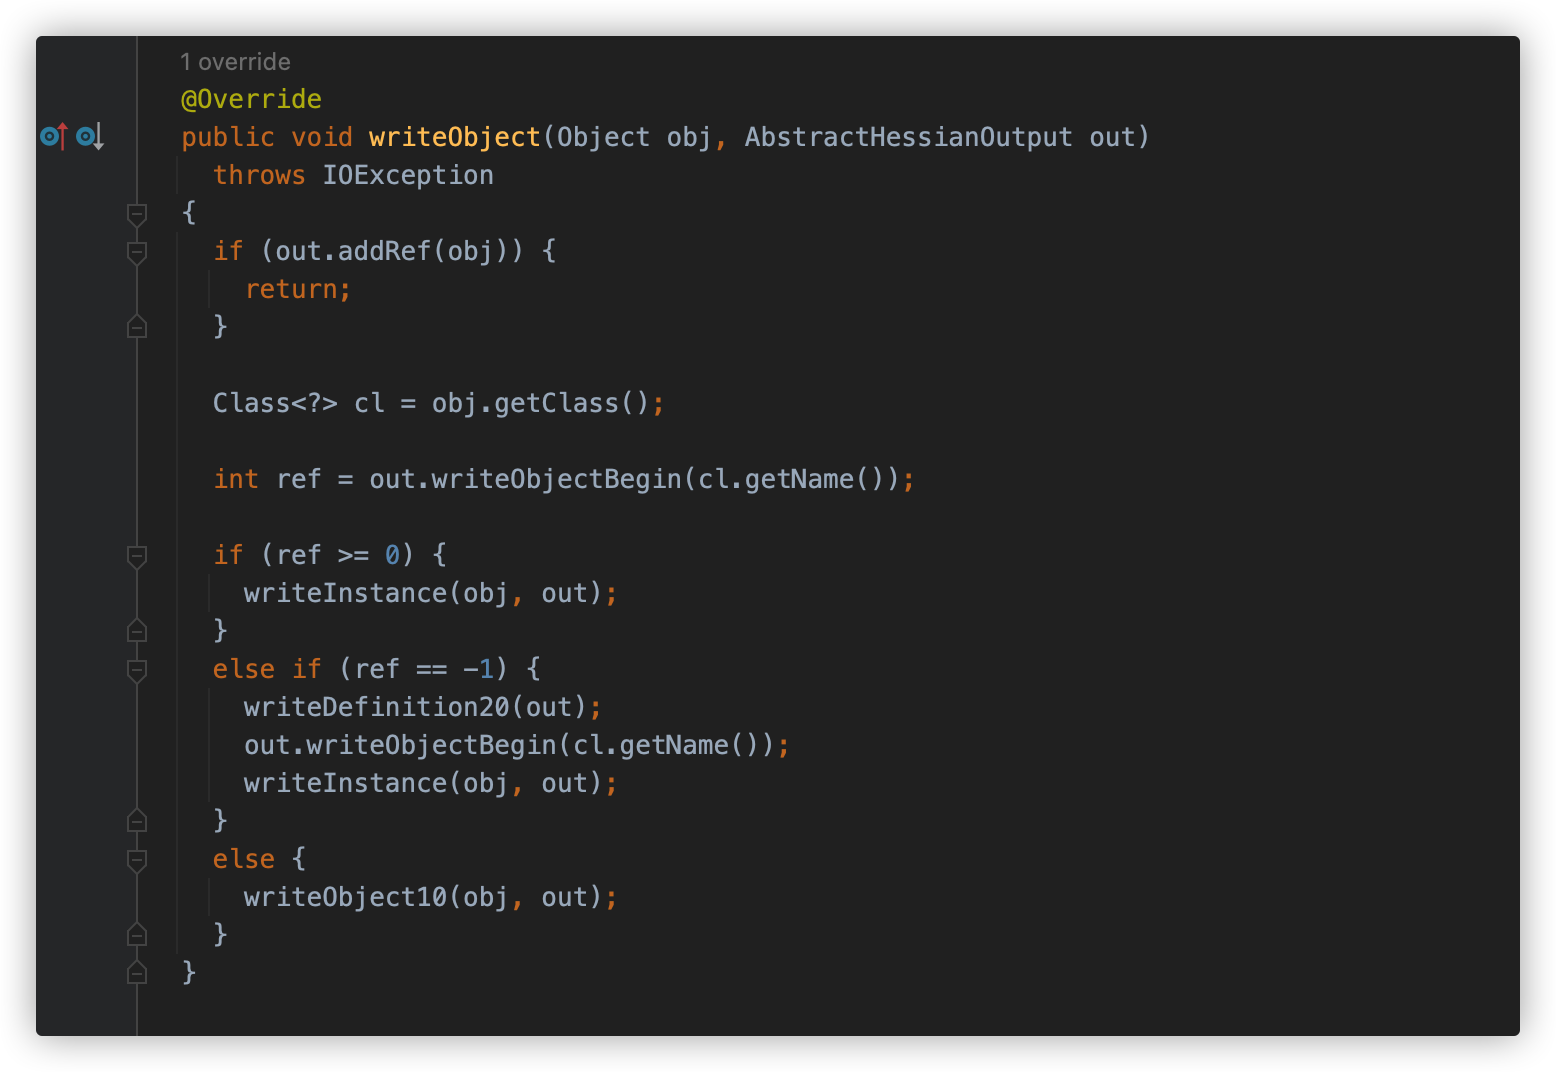 1 override
@Override
public void writeObject(Object obj, AbstractHessianOutput out)
  throws IOException
{
  if (out.addRef(obj)) {
    return;
  }

  Class<?> cl = obj.getClass();

  int ref = out.writeObjectBegin(cl.getName());

  if (ref >= 0) {
    writeInstance(obj, out);
  }
  else if (ref == -1) {
    writeDefinition20(out);
    out.writeObjectBegin(cl.getName());
    writeInstance(obj, out);
  }
  else {
    writeObject10(obj, out);
  }
}